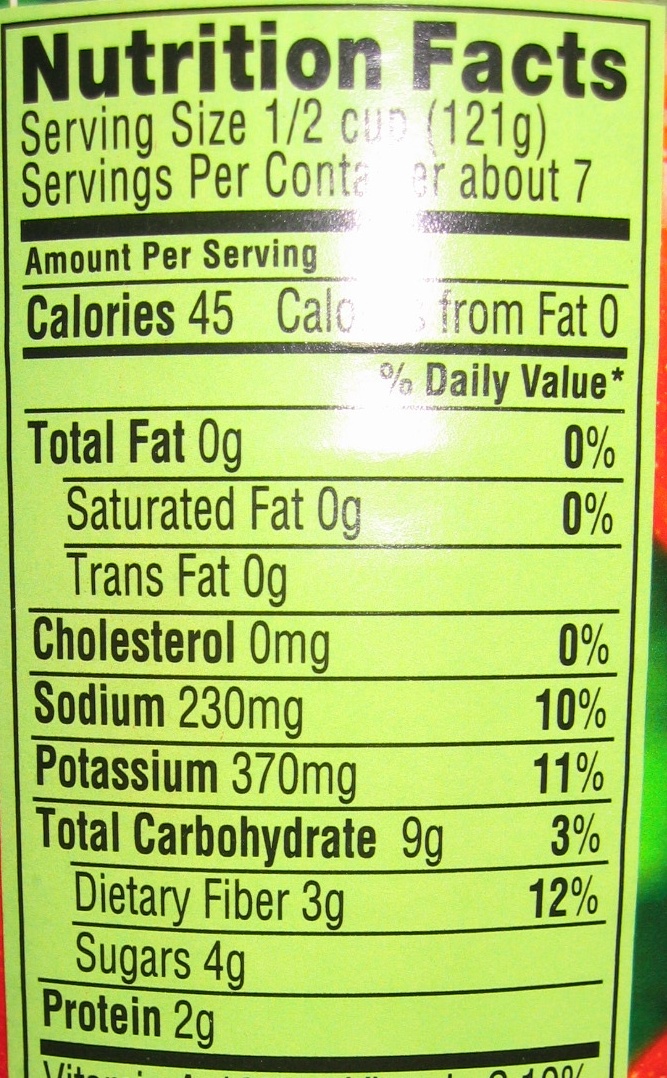 Nutrition Facts
Serving Size 1/2 cup (121g)
Servings Per about 7
Amount Per Serving
Calories 45 from Fat 0
% Daily Value*
Total Fat 0g 0%
Saturated Fat 0g 0%
Trans Fat 0g
Cholesterol 0mg 0%
Sodium 230mg 10%
Potassium 370mg 11%
Total Carbohydrate 9g 3%
Dietary Fiber 3g 12%
Sugars 4g
Protein 2g
10%